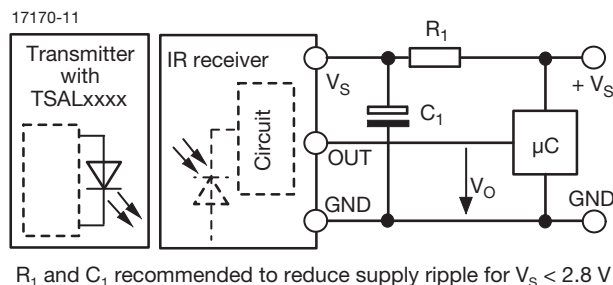 17170-11
Transmitter
with
TSALxxxx
IR receiver
Circuit
VS
R1
+ VS
C1
OUT
µC
VO
GND
GND
R1 and C1 recommended to reduce supply ripple for VS < 2.8 V